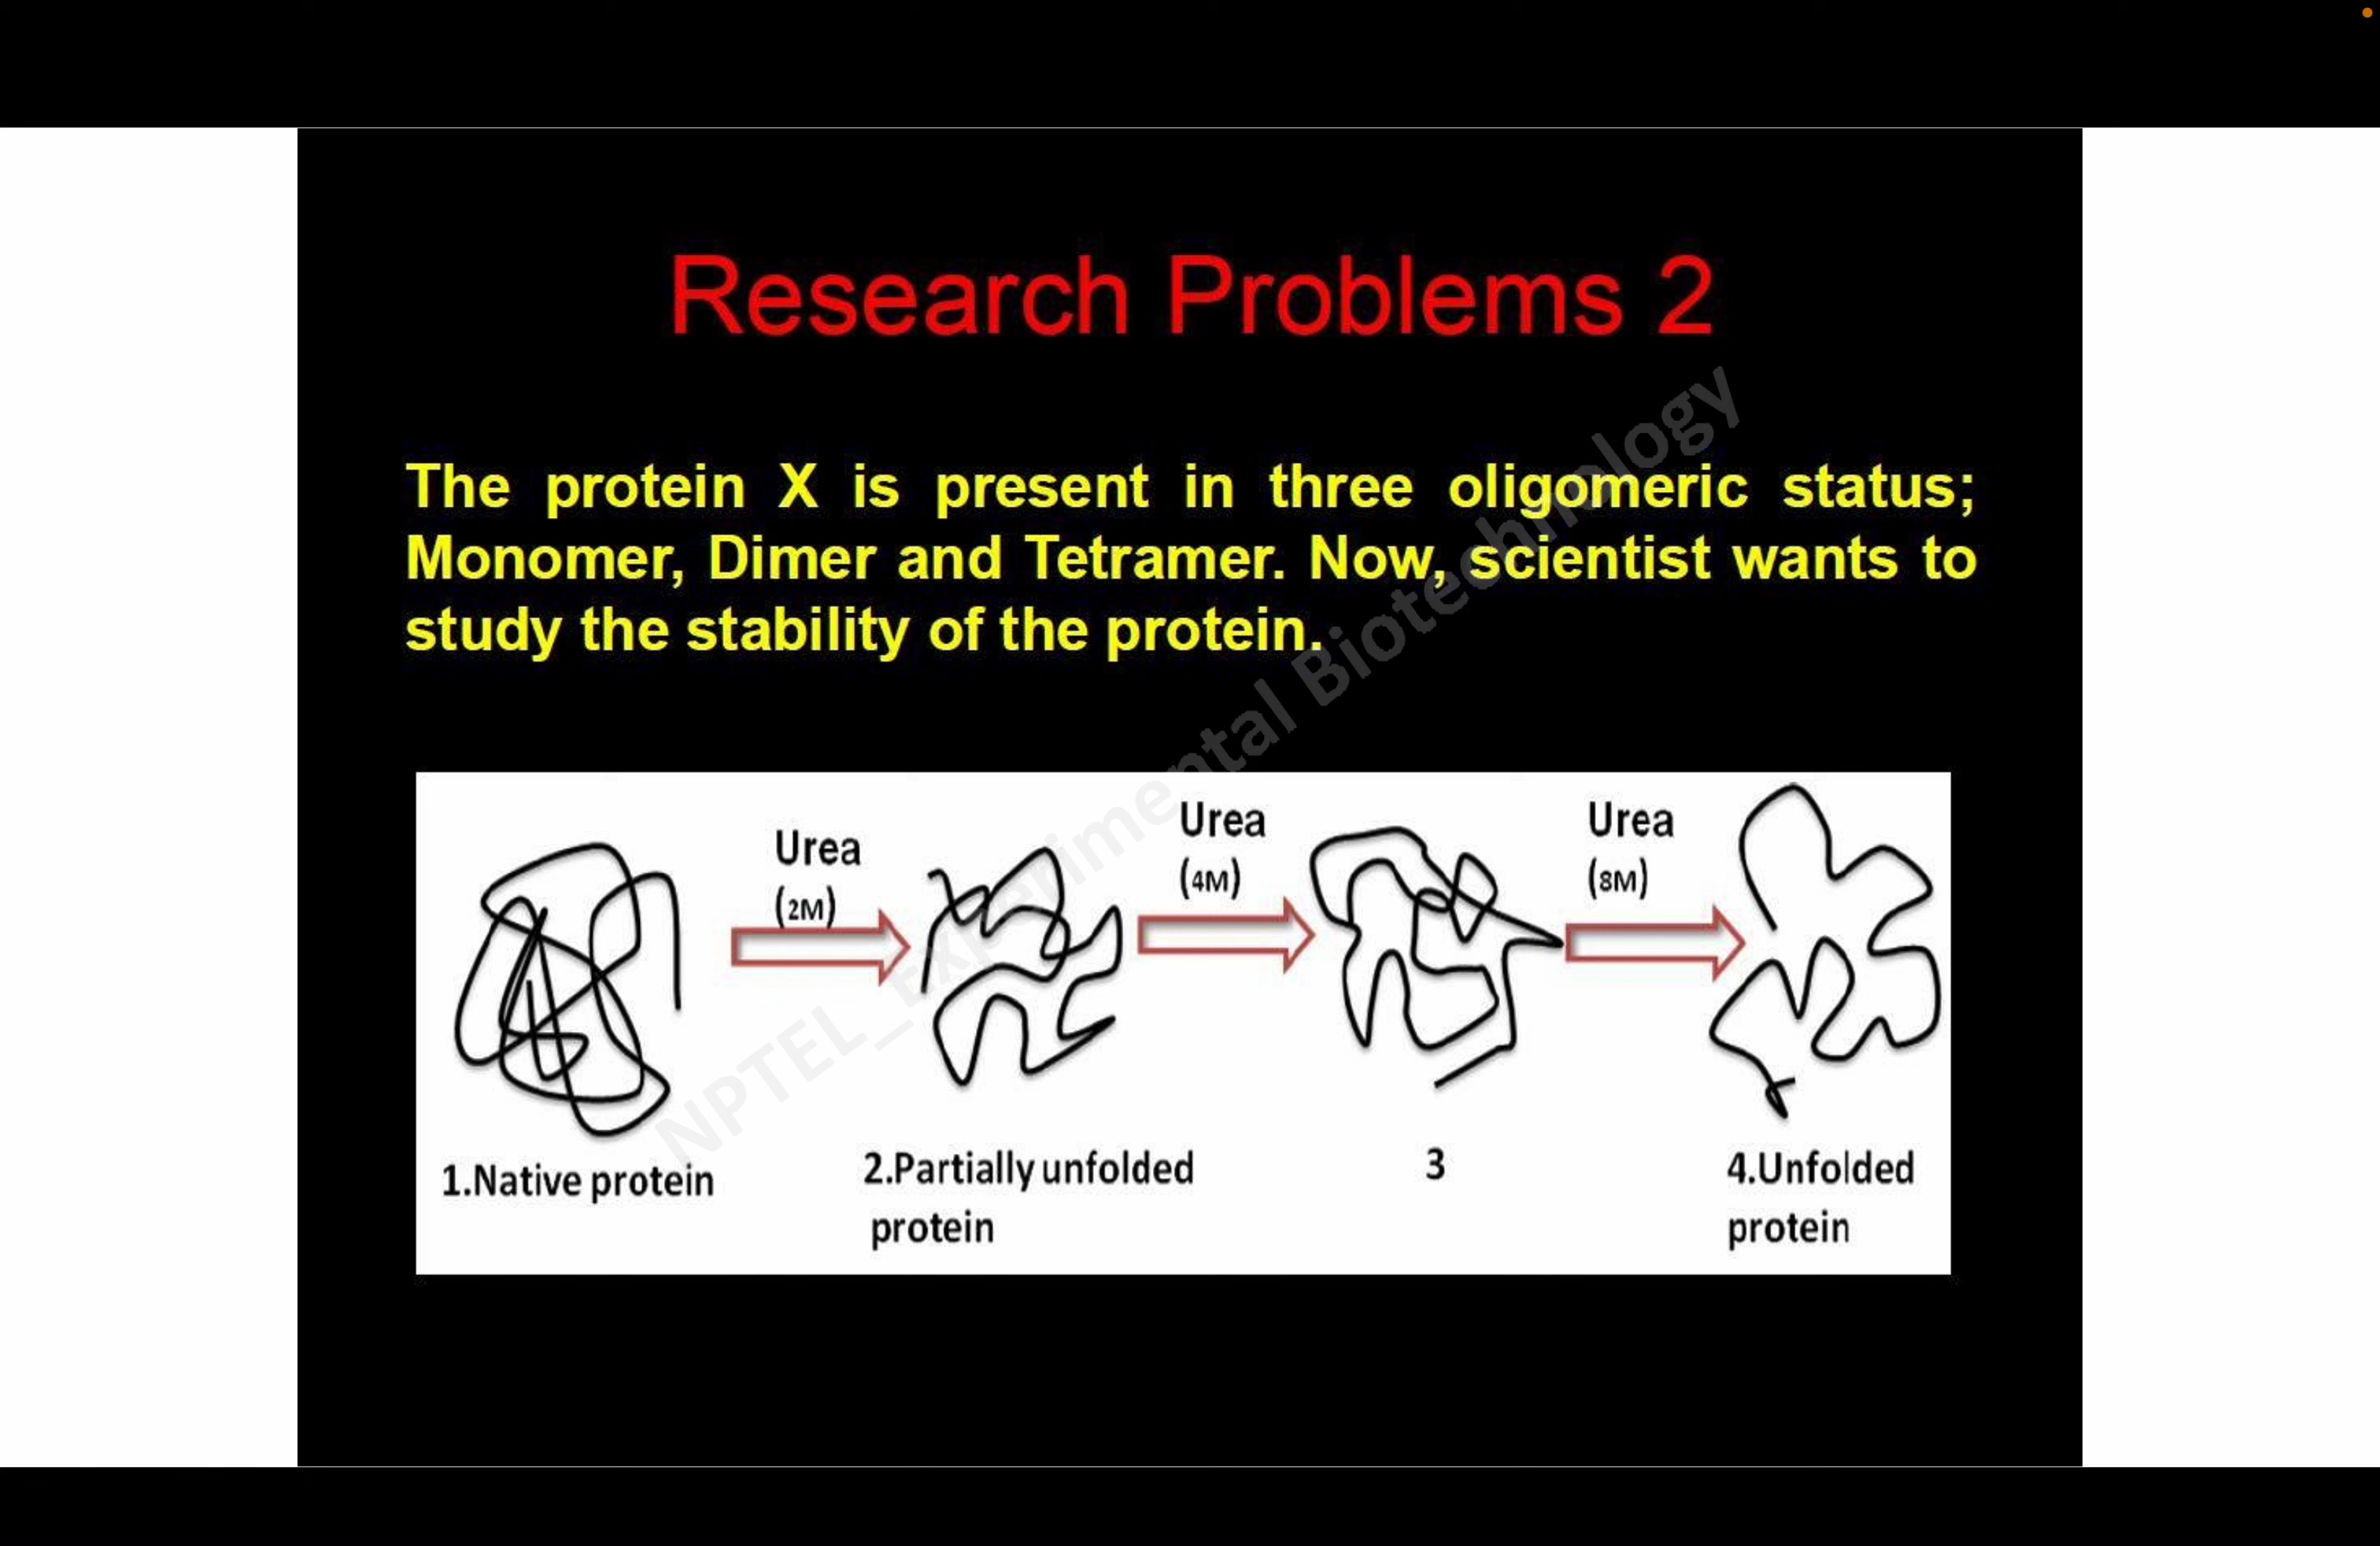 Research Problems 2
The protein X is present in three oligomeric status;
Monomer, Dimer and Tetramer. Now, scientist wants to
study the stability of the protein.
NPTEL_Experimental Biotechnology
Urea
(2M)
Urea
(4M)
Urea
(8M)
1.Native protein
2.Partially unfolded
protein
3
4.Unfolded
protein